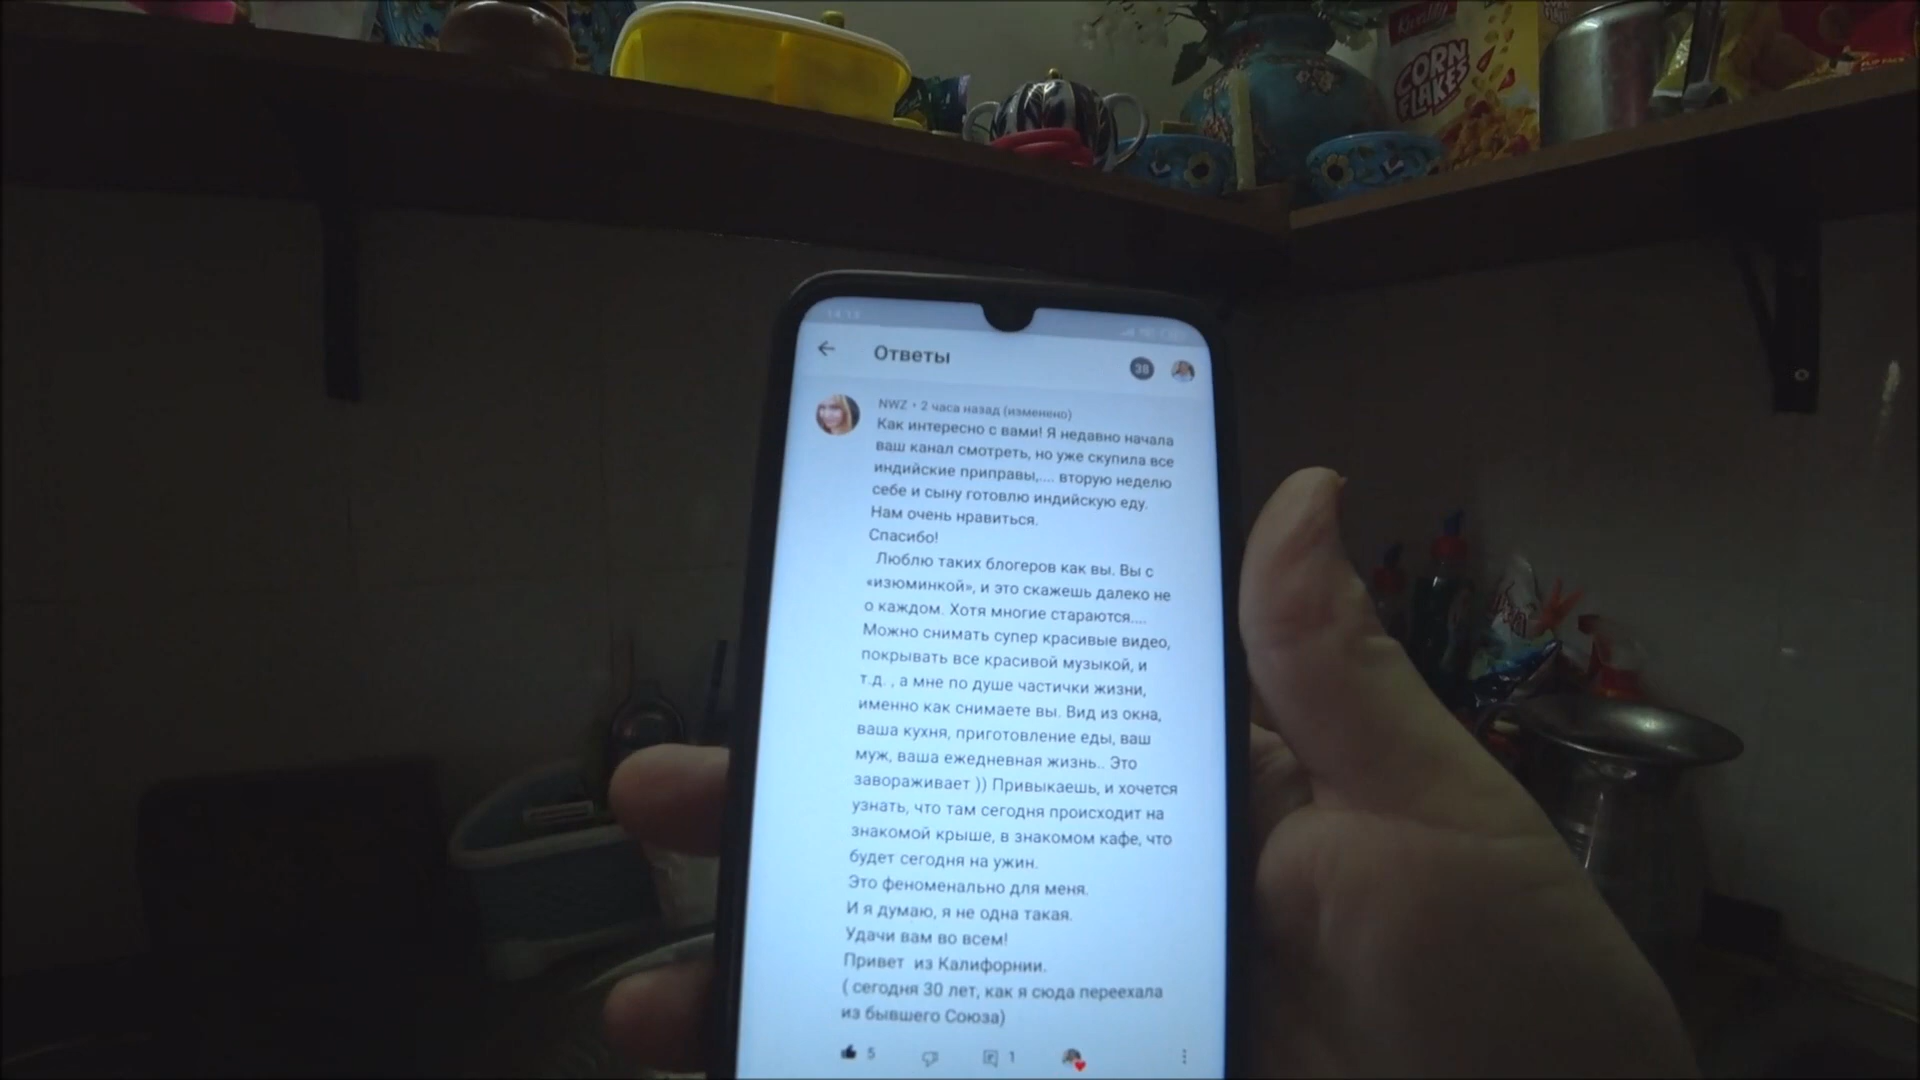 Kwality
CORN
FLAKES
Ответы
38
NWZ • 2 часа назад (изменено)
Как интересно с вами! Я недавно начала
ваш канал смотреть, но уже скупила все
индийские приправы,.... вторую неделю
себе и сыну готовлю индийскую еду.
Нам очень нравиться.
Спасибо!
Люблю таких блогеров как вы. Вы с
«изюминкой», и это скажешь далеко не
о каждом. Хотя многие стараются....
Можно снимать супер красивые видео,
покрывать все красивой музыкой, и
т.д. , а мне по душе частички жизни,
именно как снимаете вы. Вид из окна,
ваша кухня, приготовление еды, ваш
муж, ваша ежедневная жизнь.. Это
завораживает )) Привыкаешь, и хочется
узнать, что там сегодня происходит на
знакомой крыше, в знакомом кафе, что
будет сегодня на ужин.
Это феноменально для меня.
И я думаю, я не одна такая.
Удачи вам во всем!
Привет из Калифорнии.
( сегодня 30 лет, как я сюда переехала
из бывшего Союза)
5 1